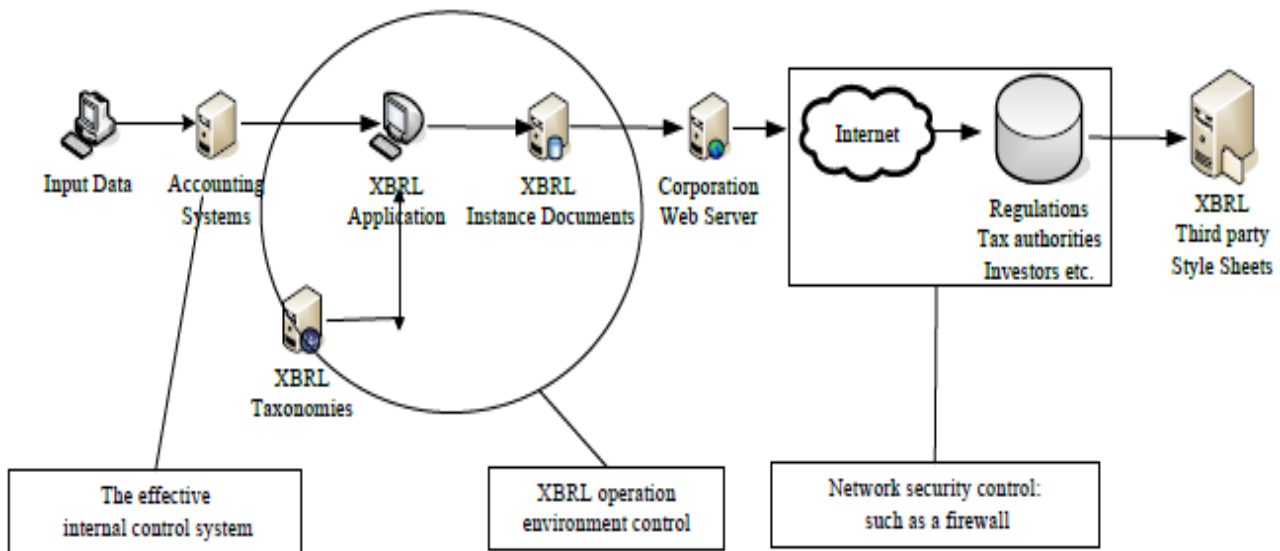 Input Data
Accounting
Systems
XBRL
Application
XBRL
Instance Documents
Corporation
Web Server
Internet
Regulations
Tax authorities
Investors etc.
XBRL
Third party
Style Sheets
XBRL
Taxonomies
The effective
internal control system
XBRL operation
environment control
Network security control:
such as a firewall